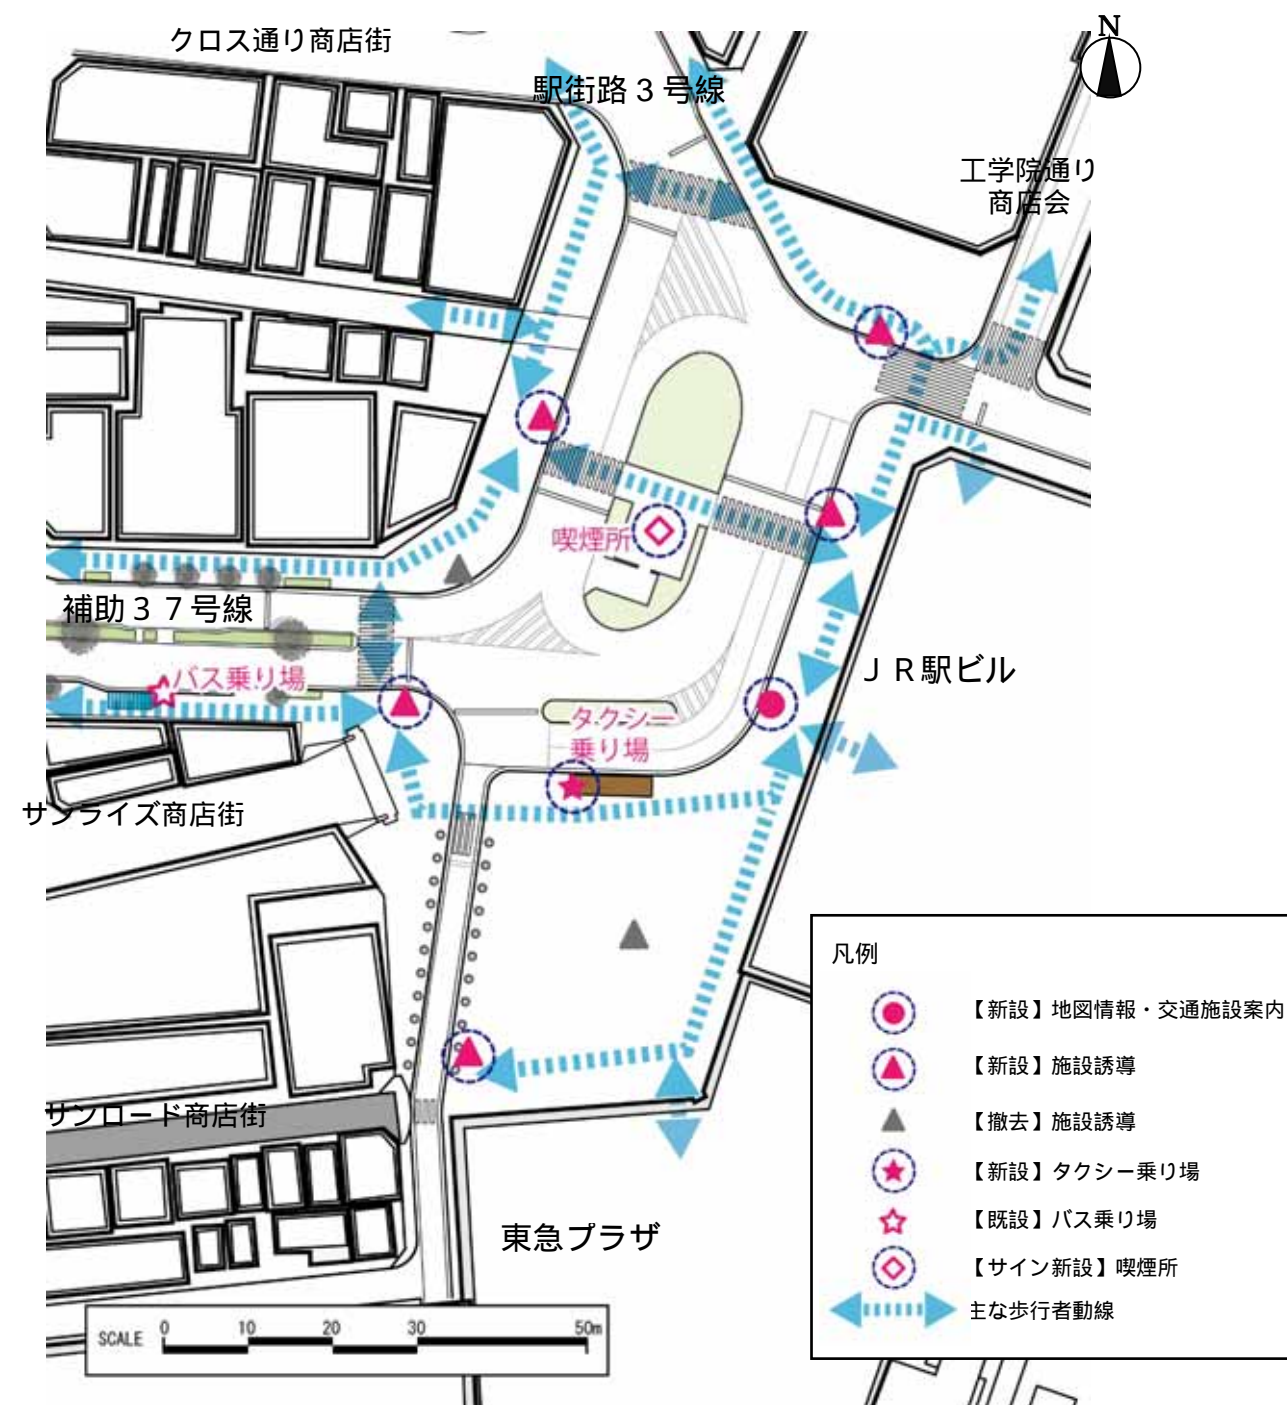 クロス通り商店街
N
駅街路３号線
工学院通り
商店会
喫煙所
補助３７号線
バス乗り場
ＪＲ駅ビル
タクシー
乗り場
サンライズ商店街
凡例
【新設】地図情報・交通施設案内
【新設】施設誘導
【撤去】施設誘導
【新設】タクシー乗り場
【既設】バス乗り場
【サイン新設】喫煙所
主な歩行者動線
サンロード商店街
東急プラザ
SCALE 0 10 20 30 50m